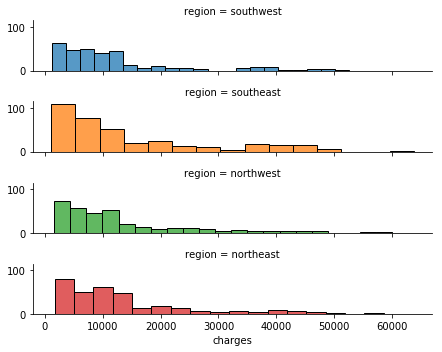 region = southwest
100
0
region = southeast
100
0
region = northwest
100
0
region = northeast
100
0
0 10000 20000 30000 40000 50000 60000
charges